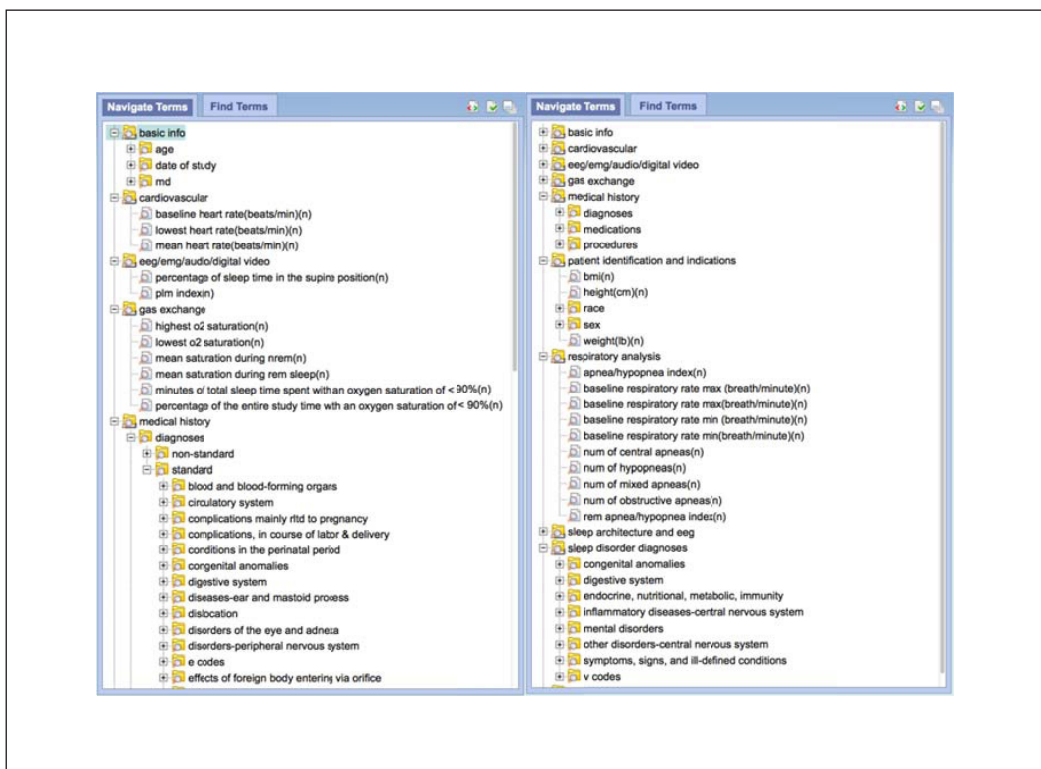 Navigate Terms Find Terms
basic info
age
date of study
md
cardiovascular
baseline heart rate(beats/min)(n)
lowest heart rate(beats/min)(n)
mean heart rate(beats/min)(n)
eeg/emg/audo/digital video
percentage of sleep time in the supire position(n)
plm indexin)
gas exchange
highest o2 saturation(n)
lowest o2 saturation(n)
mean saturation during nrem(n)
mean saturation during rem sleep(n)
minutes of total sleep time spent withan oxygen saturation of < 90%(n)
percentage of the entire study time wth an oxygen saturation of < 90%(n)
medical history
diagnoses
non-standard
standard
blood and blood-forming orgars
circulatory system
complications mainly rltd to pregnancy
complications, in course of labor & delivery
conditions in the perinatal period
corgenital anomalies
digestive system
diseases-ear and mastoid process
dislocation
disorders of the eye and adneta
disorders-peripheral nervous system
e codes
effects of foreign body entering via orifice
Navigate Terms Find Terms
basic info
cardiovascular
eeg/emg/audio/digital video
gas exchange
medical history
diagnoses
medications
procedures
patient identification and indications
bmi(n)
height(cm)(n)
race
sex
weight(lb)(n)
respiratory analysis
apnea/hypopnea index(n)
baseline respiratory rate max (breath/minute)(n)
baseline respiratory rate max(breath/minute)(n)
baseline respiratory rate min (breath/minute)(n)
baseline respiratory rate min(breath/minute)(n)
num of central apneas(n)
num of hypopneas(n)
num of mixed apneas(n)
num of obstructive apneas(n)
rem apnea/hypopnea index(n)
sleep architecture and eeg
sleep disorder diagnoses
congenital anomalies
digestive system
endocrine, nutritional, metabolic, immunity
inflammatory diseases-central nervous system
mental disorders
other disorders-central nervous system
symptoms, signs, and ill-defined conditions
v codes